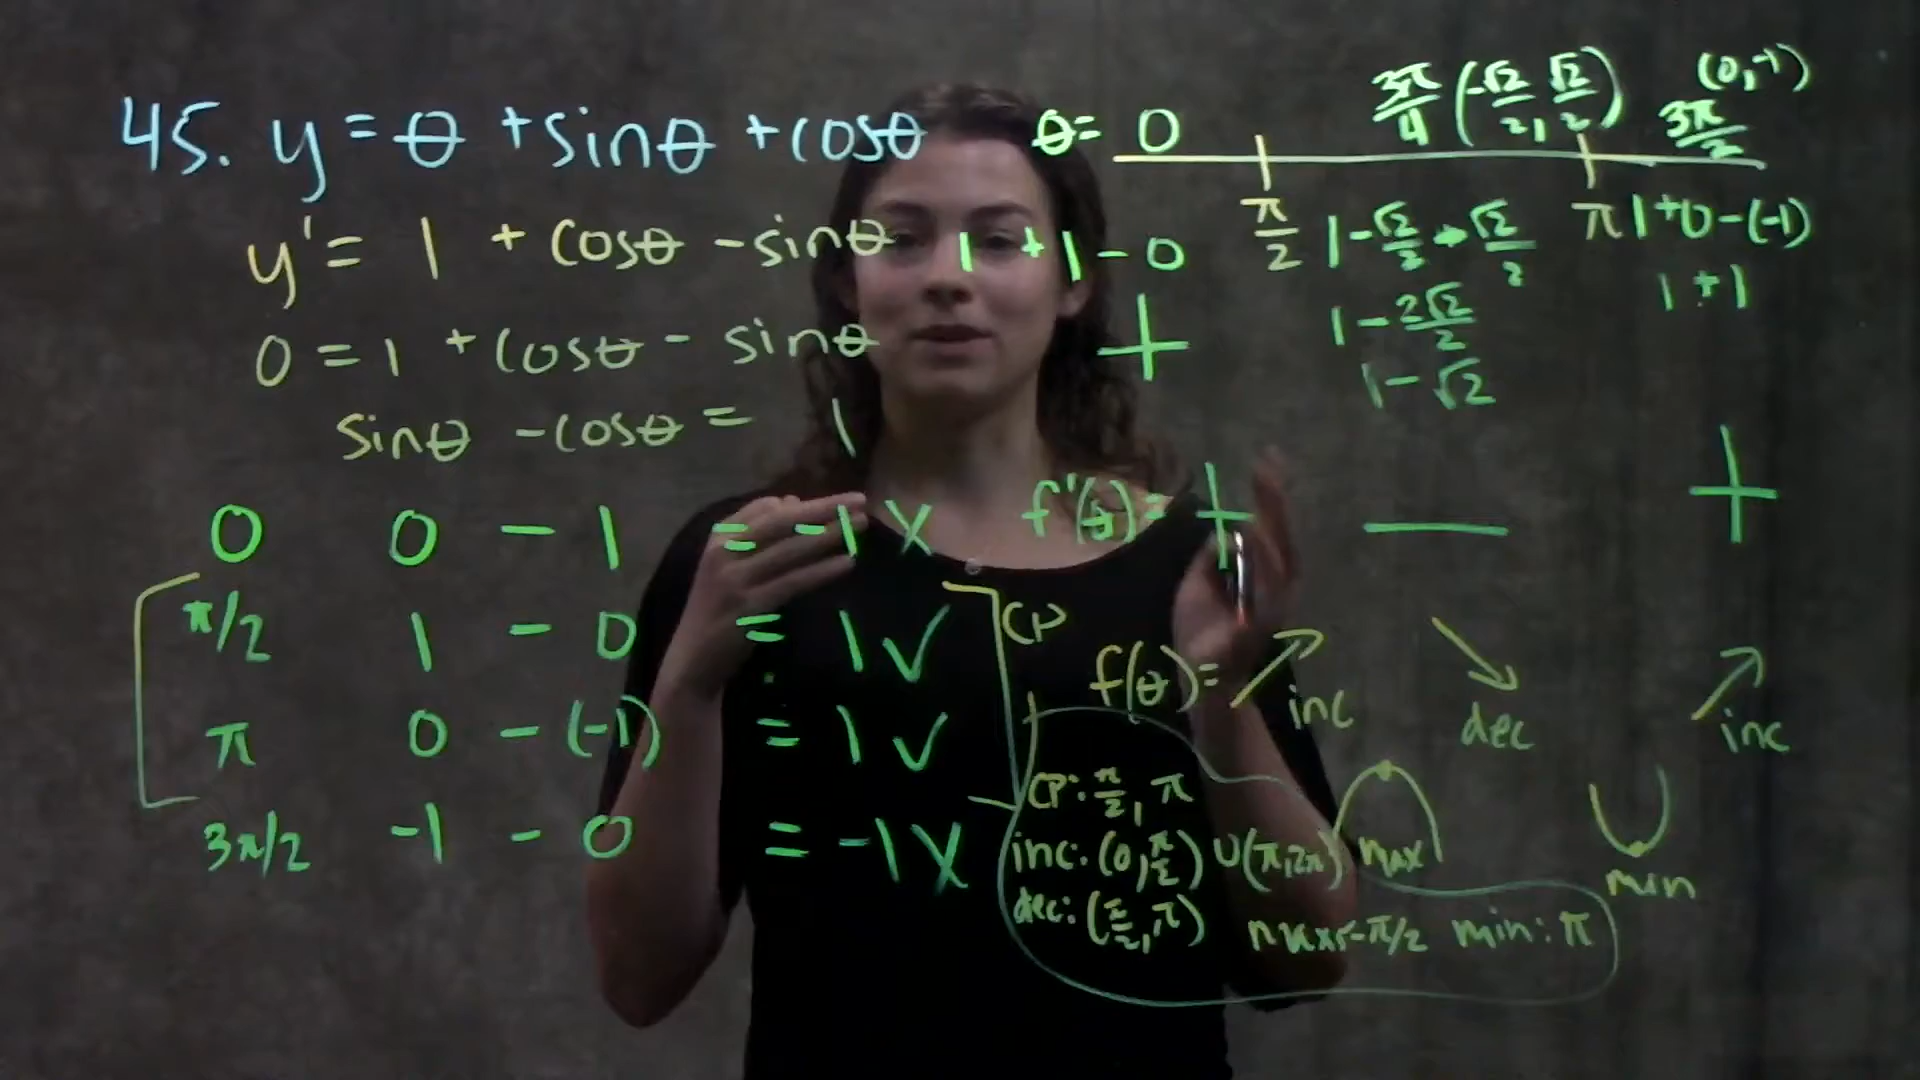 45. y = θ + sinθ + cosθ
y' = 1 + cosθ - sinθ
0 = 1 + cosθ - sinθ
sinθ - cosθ = 1
0 0 - 1 = -1 X
π/2 1 - 0 = 1 ✓
π 0 - (-1) = 1 ✓
3π/2 -1 - 0 = -1 X
CP
θ= 0
3π/4 (-√2/2, √2/2)
(0,-1)
3π/2
π/2
π
1 + 1 - 0
+
1 - √2/2 - √2/2
1 - 2√2/2
1 - √2
1 + 0 - (-1)
1 + 1
f'(θ) = + — +
f(θ) = ↗ ↘ ↗
inc dec inc
max min
CP: π/2, π
inc: (0, π/2) ∪ (π, 2π)
dec: (π/2, π)
π/2 min: π